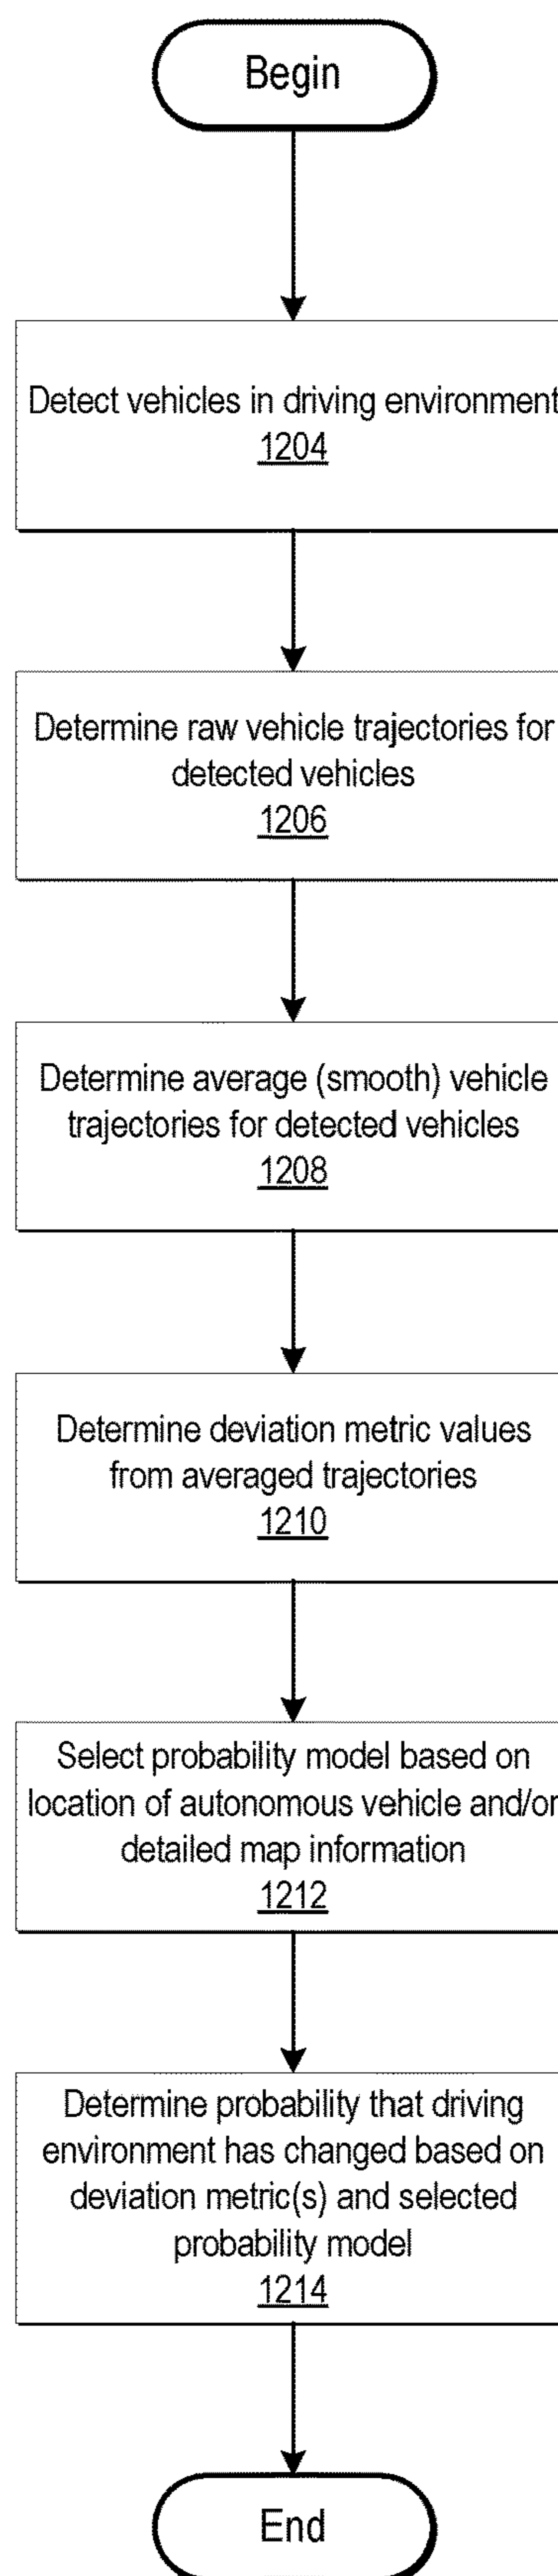 Begin
Detect vehicles in driving environment
1204
Determine raw vehicle trajectories for
detected vehicles
1206
Determine average (smooth) vehicle
trajectories for detected vehicles
1208
Determine deviation metric values
from averaged trajectories
1210
Select probability model based on
location of autonomous vehicle and/or
detailed map information
1212
Determine probability that driving
environment has changed based on
deviation metric(s) and selected
probability model
1214
End